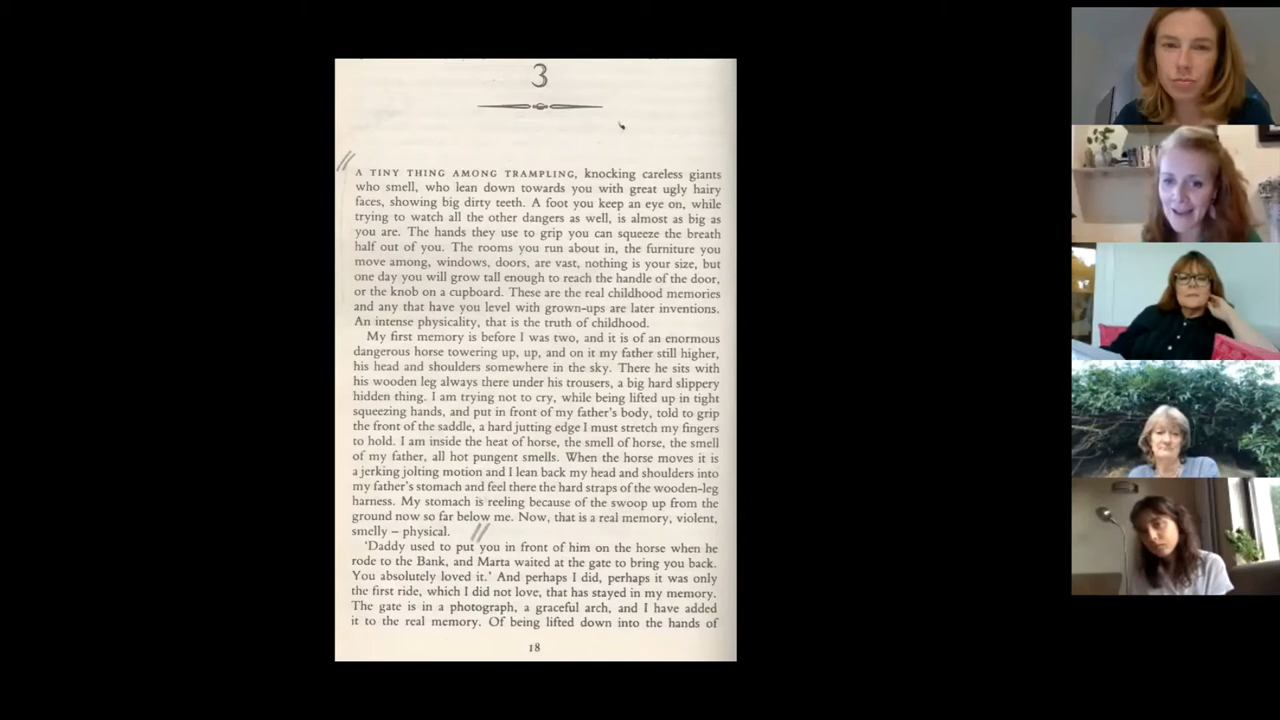 3
A TINY THING AMONG TRAMPLING, knocking careless giants
who smell, who lean down towards you with great ugly hairy
faces, showing big dirty teeth. A foot you keep an eye on, while
trying to watch all the other dangers as well, is almost as big as
you are. The hands they use to grip you can squeeze the breath
half out of you. The rooms you run about in, the furniture you
move among, windows, doors, are vast, nothing is your size, but
one day you will grow tall enough to reach the handle of the door,
or the knob on a cupboard. These are the real childhood memories
and any that have you level with grown-ups are later inventions.
An intense physicality, that is the truth of childhood.
My first memory is before I was two, and it is of an enormous
dangerous horse towering up, up, and on it my father still higher,
his head and shoulders somewhere in the sky. There he sits with
his wooden leg always there under his trousers, a big hard slippery
hidden thing. I am trying not to cry, while being lifted up in tight
squeezing hands, and put in front of my father's body, told to grip
the front of the saddle, a hard jutting edge I must stretch my fingers
to hold. I am inside the heat of horse, the smell of horse, the smell
of my father, all hot pungent smells. When the horse moves it is
a jerking jolting motion and I lean back my head and shoulders into
my father's stomach and feel there the hard straps of the wooden-leg
harness. My stomach is reeling because of the swoop up from the
ground now so far below me. Now, that is a real memory, violent,
smelly – physical.
'Daddy used to put you in front of him on the horse when he
rode to the Bank, and Marta waited at the gate to bring you back.
You absolutely loved it.' And perhaps I did, perhaps it was only
the first ride, which I did not love, that has stayed in my memory.
The gate is in a photograph, a graceful arch, and I have added
it to the real memory. Of being lifted down into the hands of
18